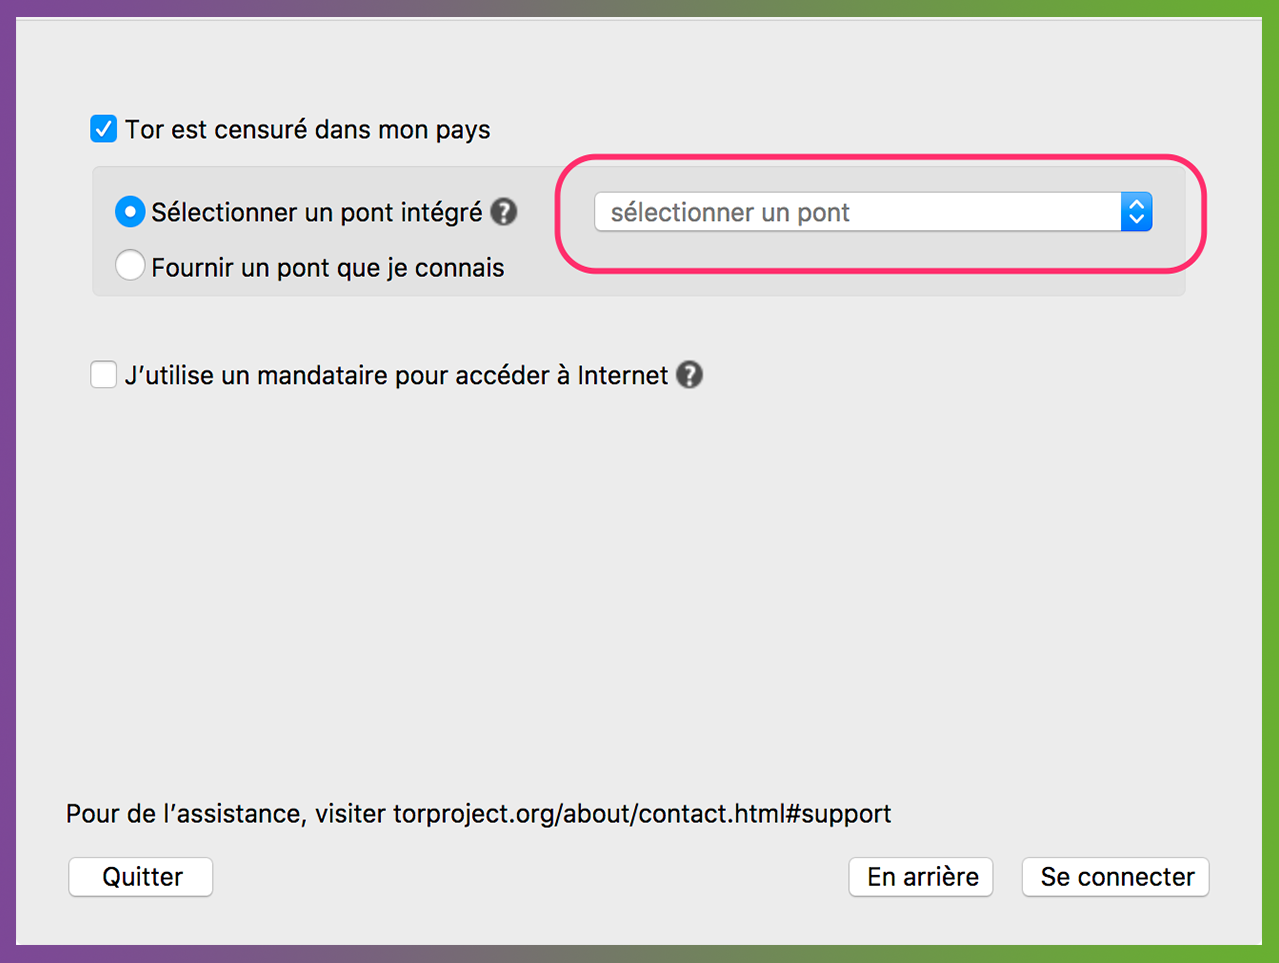 Tor est censuré dans mon pays
Sélectionner un pont intégré ?
sélectionner un pont
Fournir un pont que je connais
J’utilise un mandataire pour accéder à Internet ?
Pour de l’assistance, visiter torproject.org/about/contact.html#support
Quitter
En arrière
Se connecter